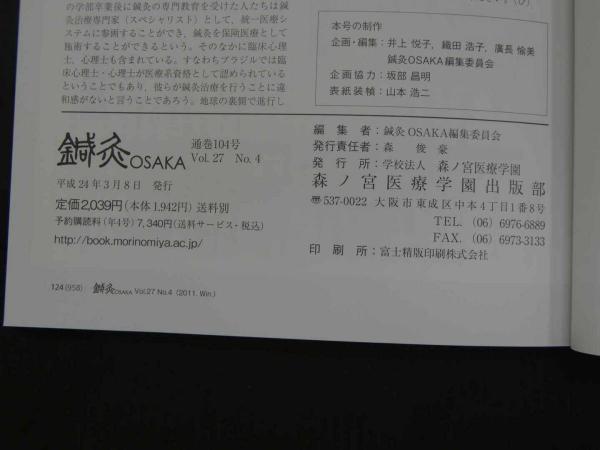 の学部卒業後に鍼灸の専門教育を受けた人たちは鍼
灸治療専門家（スペシャリスト）として、統一医療シ
ステムに参画することができ、鍼灸を保険医療として
施術することができるという。そのなかに臨床心理
士、心理士も含まれている。すなわちブラジルでは臨
床心理士・心理士が医療系資格として認められている
ということでもあり、彼らが鍼灸治療を行うことに違
和感がないと言うことであろう。地球の裏側で進行し
本号の制作
企画・編集：井上 悦子，織田 浩子，廣長 愉美
鍼灸OSAKA編集委員会
企画協力：坂部 昌明
表紙装幀：山本 浩二
鍼灸OSAKA 通巻104号
Vol. 27 No. 4
平成24年3月8日 発行
定価2,039円（本体1,942円）送料別
予約購読料（年4号）7,340円（送料サービス・税込）
http://book.morinomiya.ac.jp/
編集者：鍼灸OSAKA編集委員会
発行責任者：森 俊豪
発行所：学校法人 森ノ宮医療学園
森ノ宮医療学園出版部
〠537-0022 大阪市東成区中本4丁目1番8号
TEL. (06) 6976-6889
FAX. (06) 6973-3133
印刷所：富士精版印刷株式会社
124(958) 鍼灸OSAKA Vol.27 No.4 (2011. Win.)